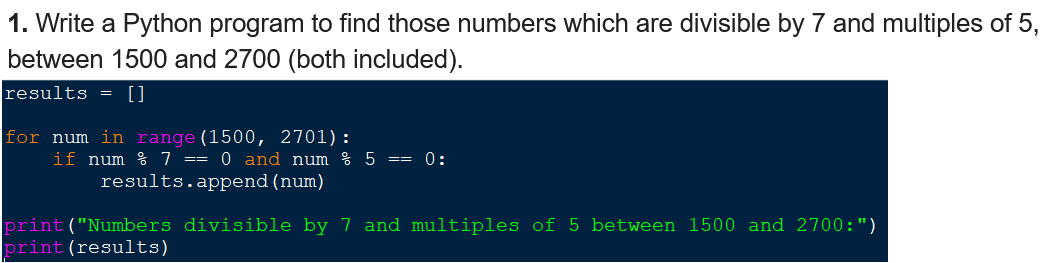 1. Write a Python program to find those numbers which are divisible by 7 and multiples of 5,
between 1500 and 2700 (both included).
results = []
for num in range(1500, 2701):
    if num % 7 == 0 and num % 5 == 0:
        results.append(num)
print("Numbers divisible by 7 and multiples of 5 between 1500 and 2700:")
print(results)